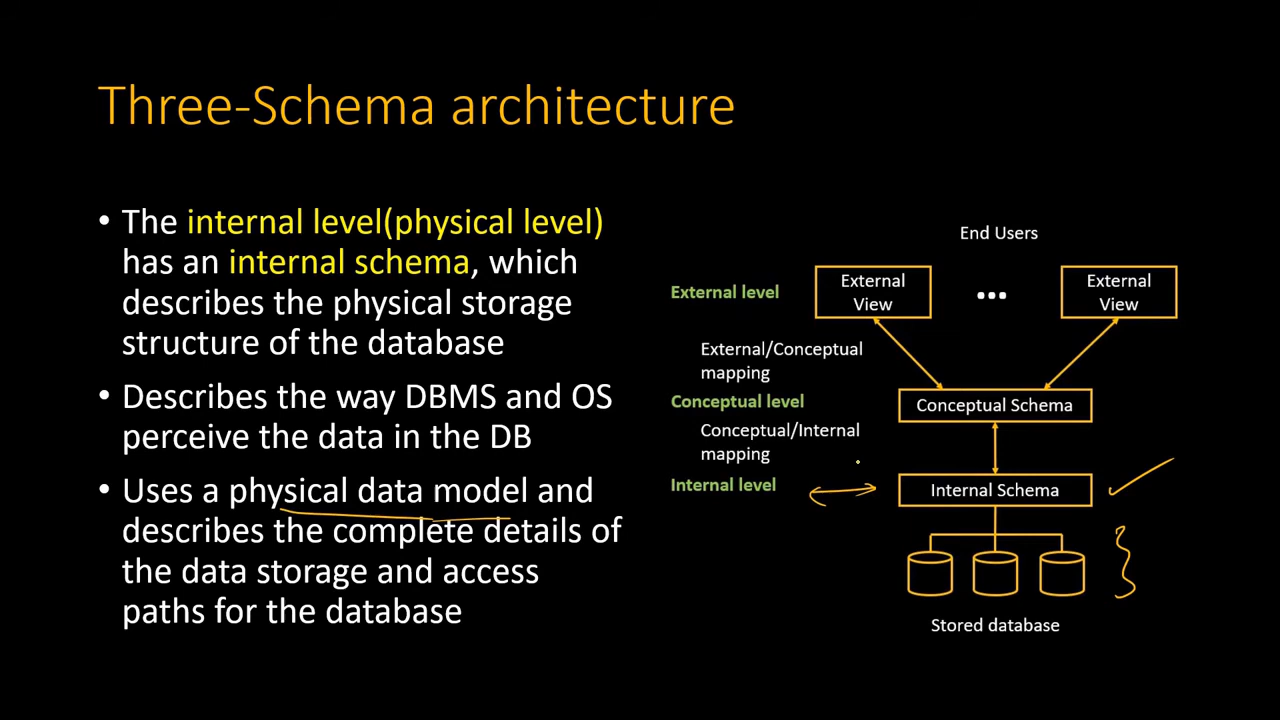 Three-Schema architecture
• The internal level(physical level)
has an internal schema, which
describes the physical storage
structure of the database
• Describes the way DBMS and OS
perceive the data in the DB
• Uses a physical data model and
describes the complete details of
the data storage and access
paths for the database
End Users
External level
External
View
•••
External
View
External/Conceptual
mapping
Conceptual level
Conceptual Schema
Conceptual/Internal
mapping
Internal level
Internal Schema
Stored database